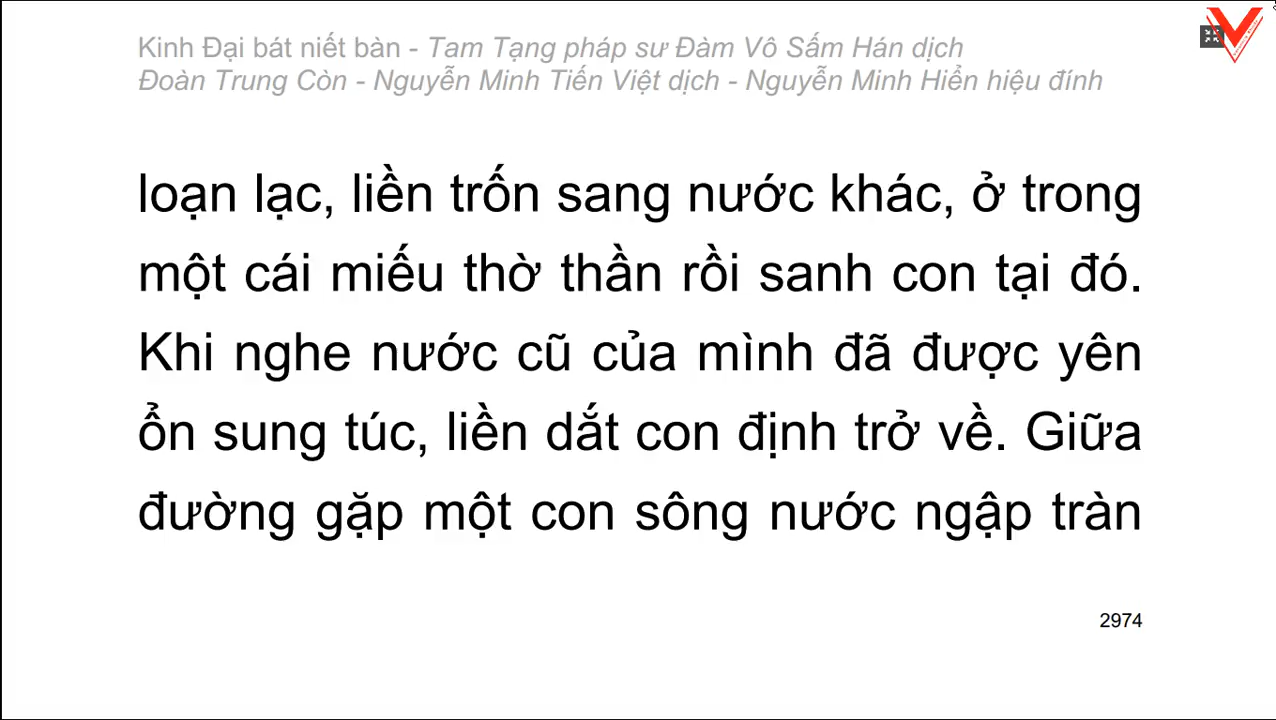 Kinh Đại bát niết bàn - Tam Tạng pháp sư Đàm Vô Sấm Hán dịch
Đoàn Trung Còn - Nguyễn Minh Tiến Việt dịch - Nguyễn Minh Hiển hiệu đính
loạn lạc, liền trốn sang nước khác, ở trong
một cái miếu thờ thần rồi sanh con tại đó.
Khi nghe nước cũ của mình đã được yên
ổn sung túc, liền dắt con định trở về. Giữa
đường gặp một con sông nước ngập tràn
2974